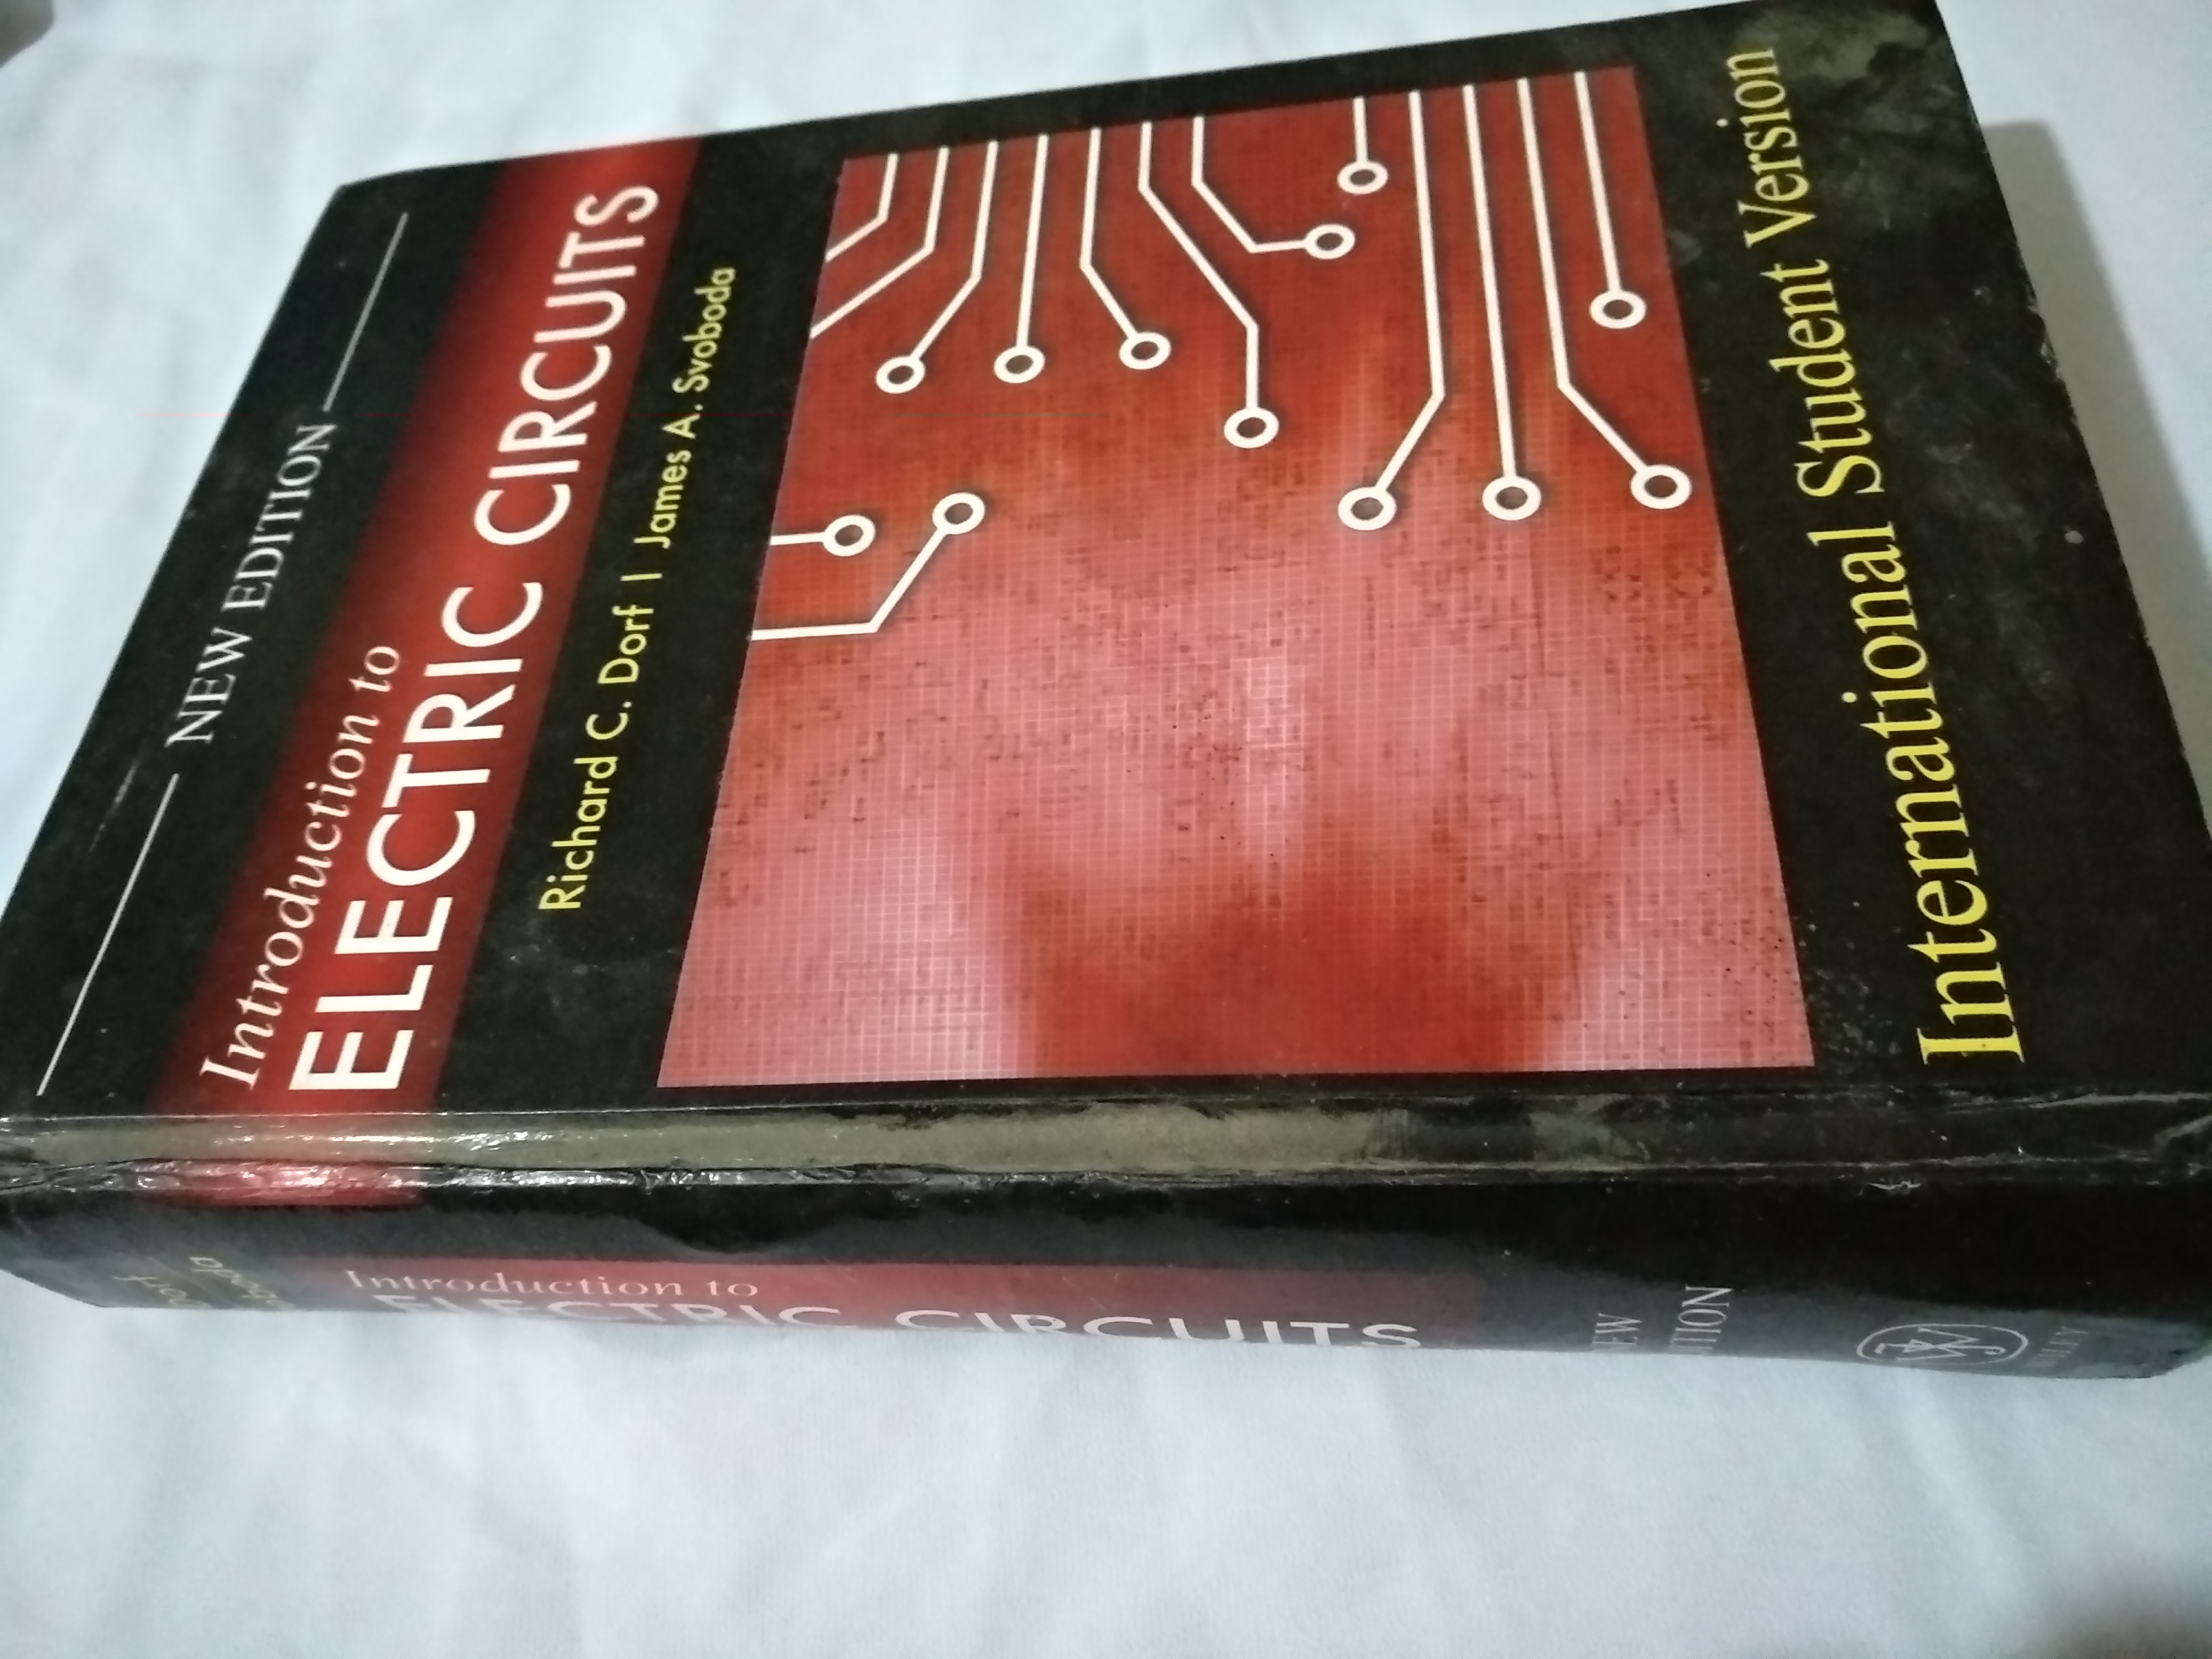 NEW EDITION
Introduction to
ELECTRIC CIRCUITS
Richard C. Dorf | James A. Svoboda
International Student Version
Introduction to
ELECTRIC CIRCUITS